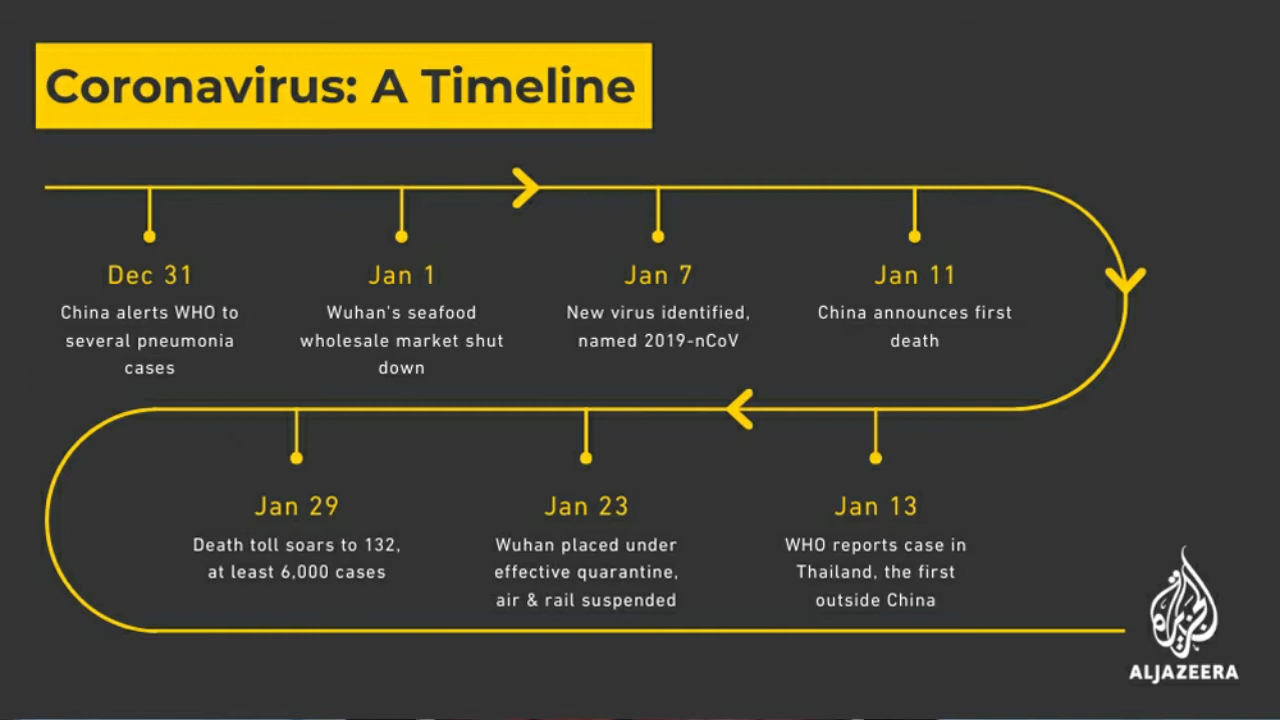 Coronavirus: A Timeline
Dec 31
China alerts WHO to
several pneumonia
cases
Jan 1
Wuhan's seafood
wholesale market shut
down
Jan 7
New virus identified,
named 2019-nCoV
Jan 11
China announces first
death
Jan 13
WHO reports case in
Thailand, the first
outside China
Jan 23
Wuhan placed under
effective quarantine,
air & rail suspended
Jan 29
Death toll soars to 132,
at least 6,000 cases
الجزيرة
ALJAZEERA